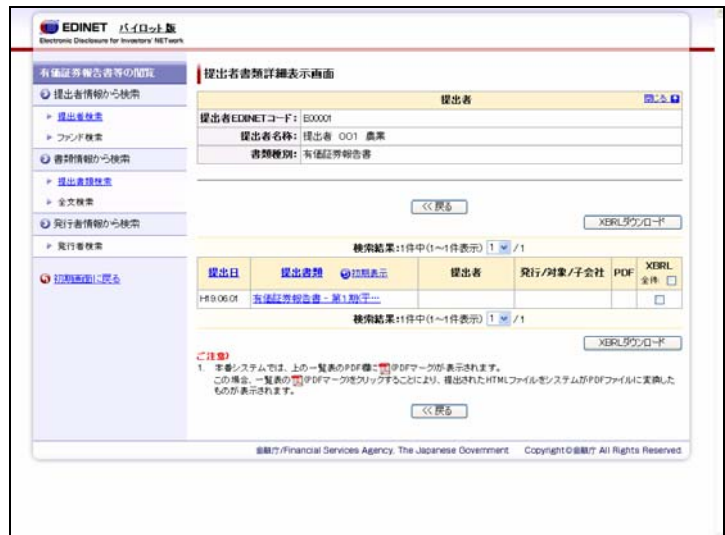 EDINET パイロット版
Electronic Disclosure for Investors' NETwork
有価証券報告書等の閲覧
提出者情報から検索
提出者検索
ファンド検索
書類情報から検索
提出書類検索
全文検索
発行者情報から検索
発行者検索
初期画面に戻る
提出者書類詳細表示画面
提出者 閉じる
提出者EDINETコード: E00001
提出者名称: 提出者 001 農業
書類種別: 有価証券報告書
<<戻る
XBRLダウンロード
検索結果:1件中(1～1件表示) 1 /1
提出日 提出書類 初期表示 提出者 発行/対象/子会社 PDF XBRL 全件
H19.06.01 有価証券報告書 - 第1期(平…
検索結果:1件中(1～1件表示) 1 /1
XBRLダウンロード
ご注意)
1. 本番システムでは、上の一覧表のPDF欄に(PDFマーク)が表示されます。
この場合、一覧表の(PDFマーク)をクリックすることにより、提出されたHTMLファイルをシステムがPDFファイルに変換した
ものが表示されます。
<<戻る
金融庁/Financial Services Agency, The Japanese Government Copyright©金融庁 All Rights Reserved.